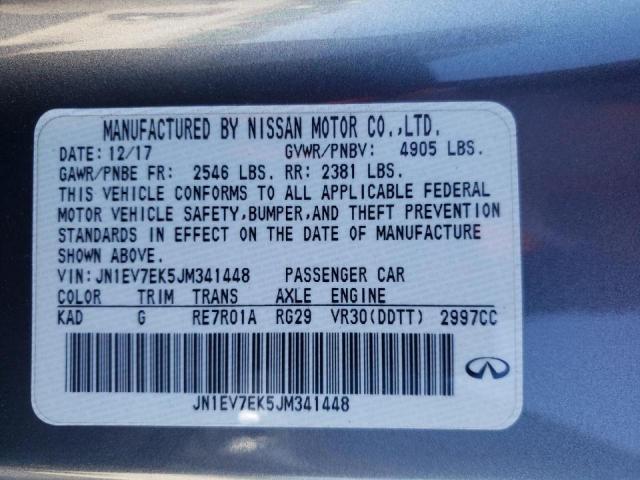 MANUFACTURED BY NISSAN MOTOR CO.,LTD.
DATE: 12/17 GVWR/PNBV: 4905 LBS.
GAWR/PNBE FR: 2546 LBS. RR: 2381 LBS.
THIS VEHICLE CONFORMS TO ALL APPLICABLE FEDERAL
MOTOR VEHICLE SAFETY,BUMPER,AND THEFT PREVENTION
STANDARDS IN EFFECT ON THE DATE OF MANUFACTURE
SHOWN ABOVE.
VIN: JN1EV7EK5JM341448 PASSENGER CAR
COLOR TRIM TRANS AXLE ENGINE
KAD G RE7R01A RG29 VR30(DDTT) 2997CC
JN1EV7EK5JM341448